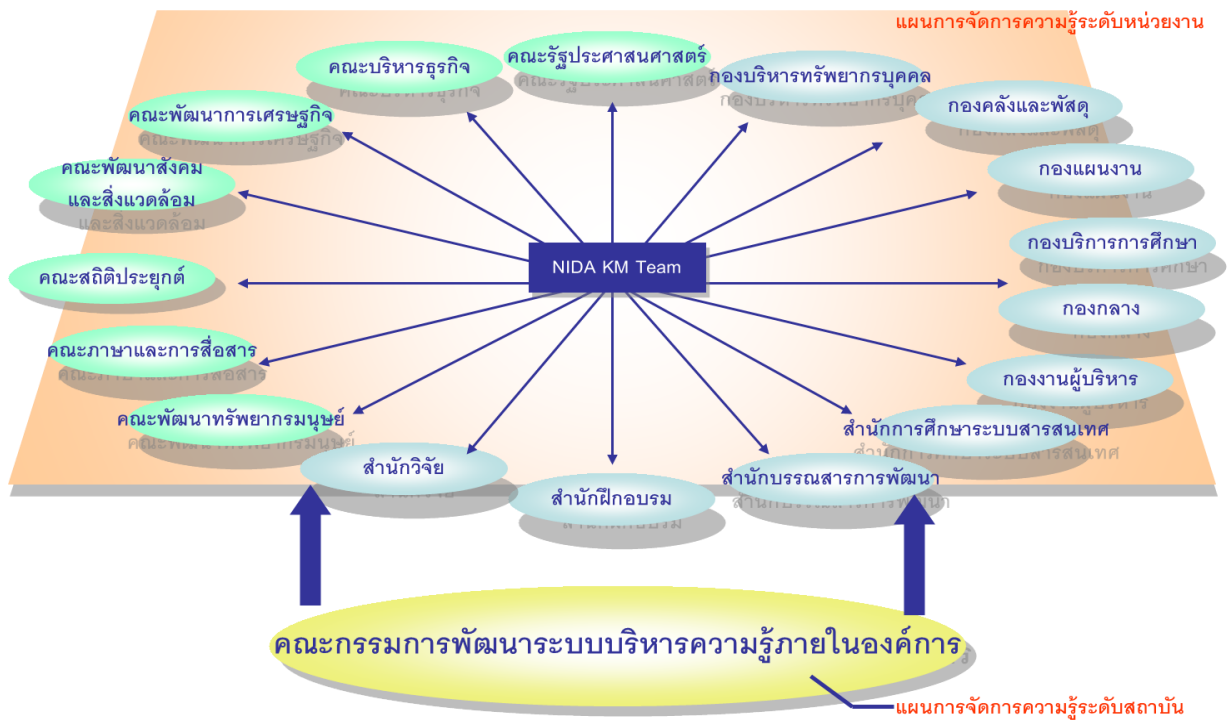 แผนการจัดการความรู้ระดับหน่วยงาน
คณะรัฐประศาสนศาสตร์
คณะบริหารธุรกิจ
กองบริหารทรัพยากรบุคคล
คณะพัฒนาการเศรษฐกิจ
กองคลังและพัสดุ
คณะพัฒนาสังคม
และสิ่งแวดล้อม
กองแผนงาน
กองบริการการศึกษา
NIDA KM Team
คณะสถิติประยุกต์
กองกลาง
คณะภาษาและการสื่อสาร
กองงานผู้บริหาร
คณะพัฒนาทรัพยากรมนุษย์
สำนักการศึกษาระบบสารสนเทศ
สำนักวิจัย
สำนักบรรณสารการพัฒนา
สำนักฝึกอบรม
คณะกรรมการพัฒนาระบบบริหารความรู้ภายในองค์การ
แผนการจัดการความรู้ระดับสถาบัน